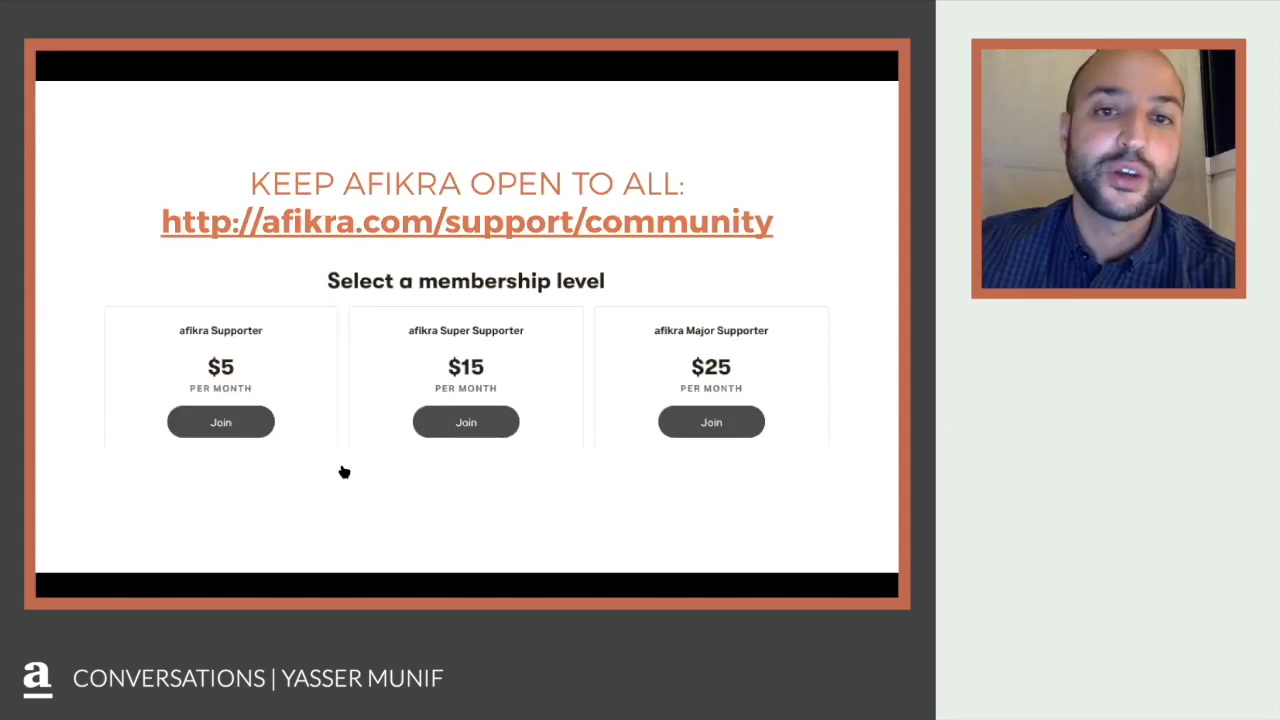 KEEP AFIKRA OPEN TO ALL:
http://afikra.com/support/community
Select a membership level
afikra Supporter
$5
PER MONTH
Join
afikra Super Supporter
$15
PER MONTH
Join
afikra Major Supporter
$25
PER MONTH
Join
a CONVERSATIONS | YASSER MUNIF